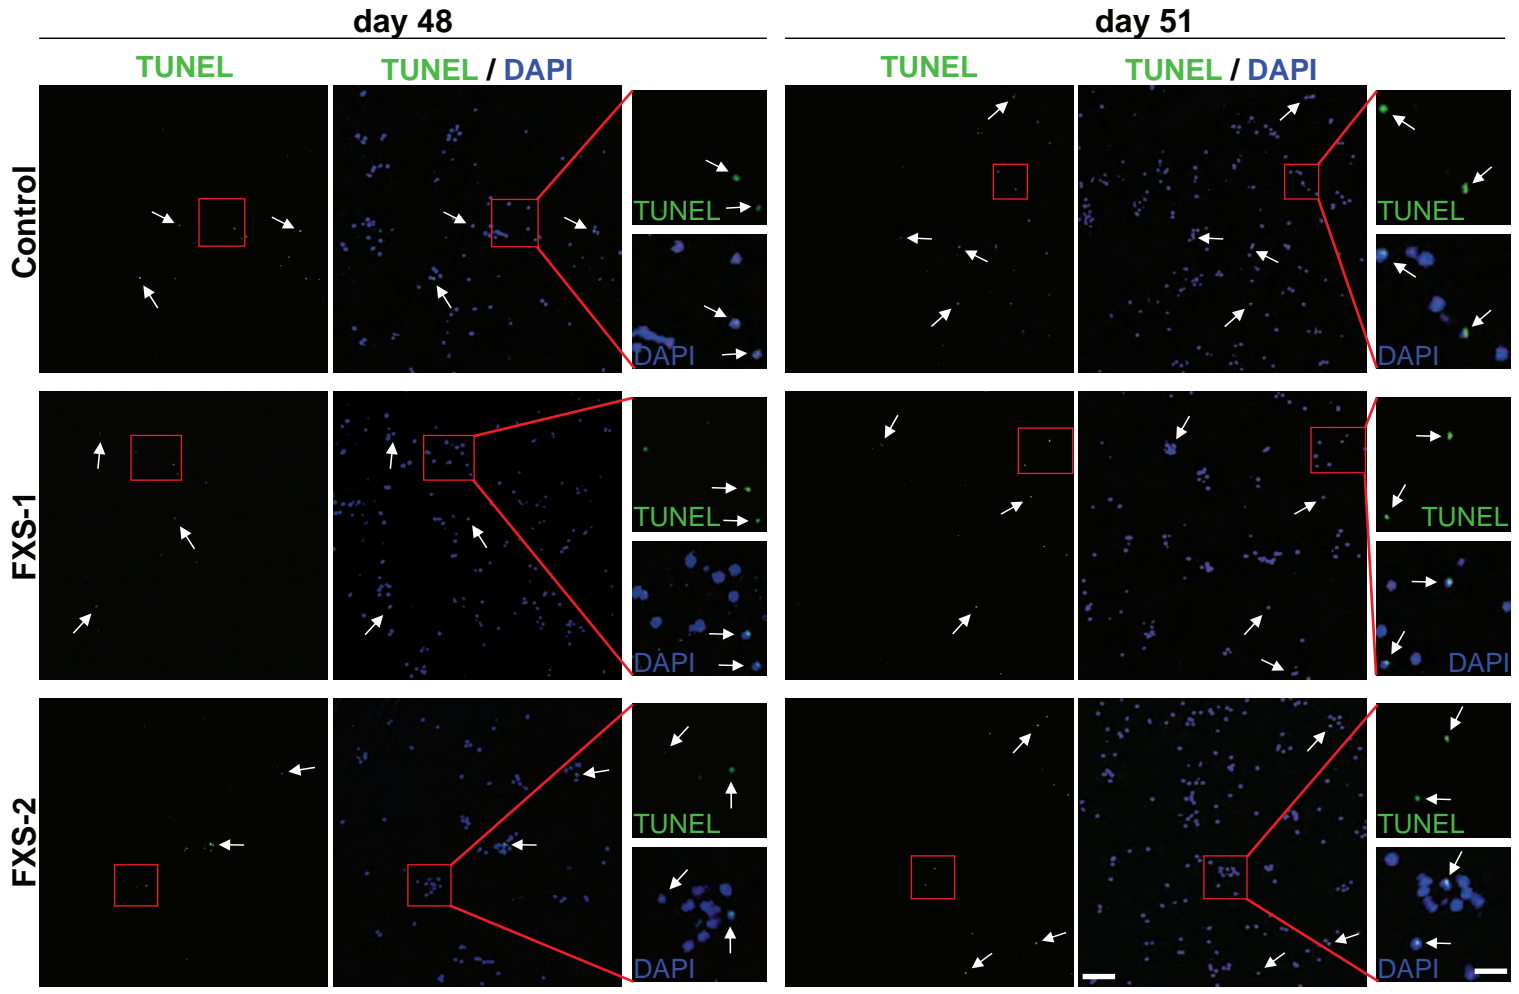 day 48
day 51
TUNEL
TUNEL / DAPI
TUNEL
TUNEL / DAPI
Control
TUNEL
DAPI
TUNEL
DAPI
FXS-1
TUNEL
DAPI
TUNEL
DAPI
FXS-2
TUNEL
DAPI
TUNEL
DAPI